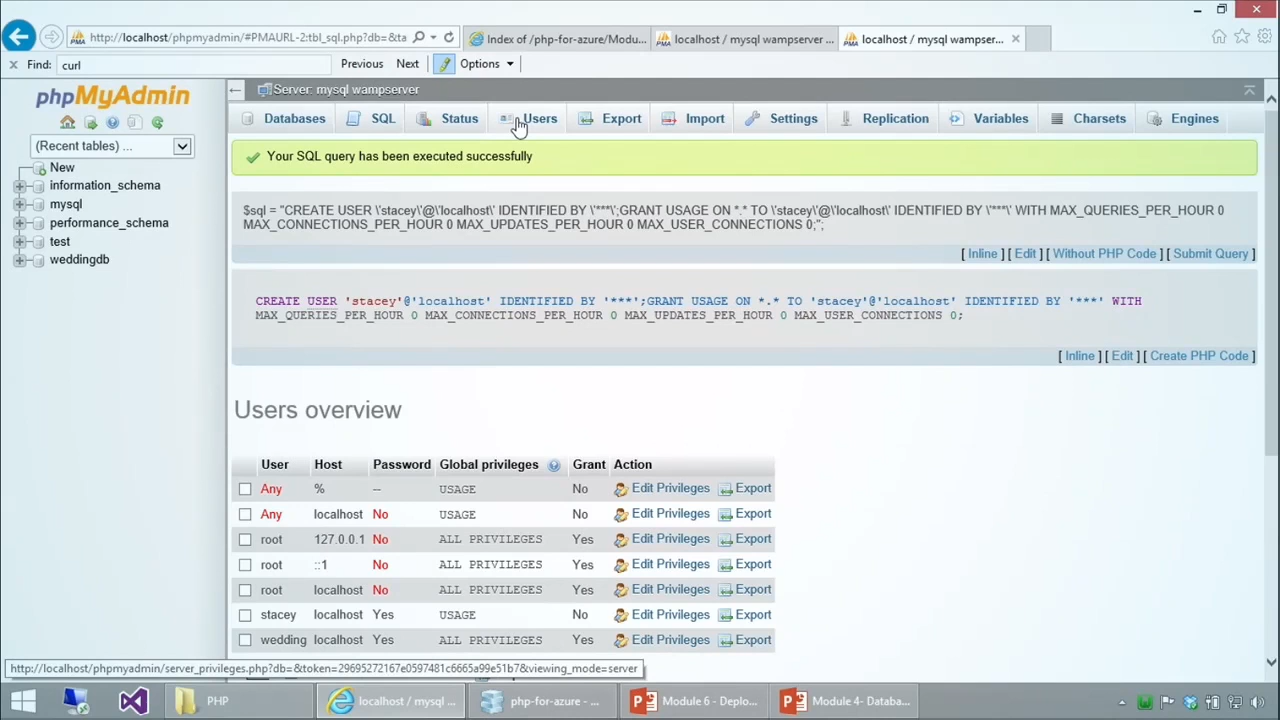 http://localhost/phpmyadmin/#PMAURL-2:tbl_sql.php?db=&ta
Index of /php-for-azure/Modu...
localhost / mysql wampserver ...
localhost / mysql wampser...
Find: curl Previous Next Options
phpMyAdmin
(Recent tables) ...
New
information_schema
mysql
performance_schema
test
weddingdb
Server: mysql wampserver
Databases SQL Status Users Export Import Settings Replication Variables Charsets Engines
Your SQL query has been executed successfully
$sql = "CREATE USER \'stacey\'@\'localhost\' IDENTIFIED BY \'***\';GRANT USAGE ON *.* TO \'stacey\'@\'localhost\' IDENTIFIED BY \'***\' WITH MAX_QUERIES_PER_HOUR 0
MAX_CONNECTIONS_PER_HOUR 0 MAX_UPDATES_PER_HOUR 0 MAX_USER_CONNECTIONS 0;";
[ Inline ] [ Edit ] [ Without PHP Code ] [ Submit Query ]
CREATE USER 'stacey'@'localhost' IDENTIFIED BY '***';GRANT USAGE ON *.* TO 'stacey'@'localhost' IDENTIFIED BY '***' WITH
MAX_QUERIES_PER_HOUR 0 MAX_CONNECTIONS_PER_HOUR 0 MAX_UPDATES_PER_HOUR 0 MAX_USER_CONNECTIONS 0;
[ Inline ] [ Edit ] [ Create PHP Code ]
Users overview
User Host Password Global privileges Grant Action
Any % -- USAGE No Edit Privileges Export
Any localhost No USAGE No Edit Privileges Export
root 127.0.0.1 No ALL PRIVILEGES Yes Edit Privileges Export
root ::1 No ALL PRIVILEGES Yes Edit Privileges Export
root localhost No ALL PRIVILEGES Yes Edit Privileges Export
stacey localhost Yes USAGE No Edit Privileges Export
wedding localhost Yes ALL PRIVILEGES Yes Edit Privileges Export
http://localhost/phpmyadmin/server_privileges.php?db=&token=29695272167e0597481c6665a99e51b7&viewing_mode=server
PHP
localhost / mysql ...
php-for-azure - ...
Module 6 - Deplo...
Module 4- Databa...